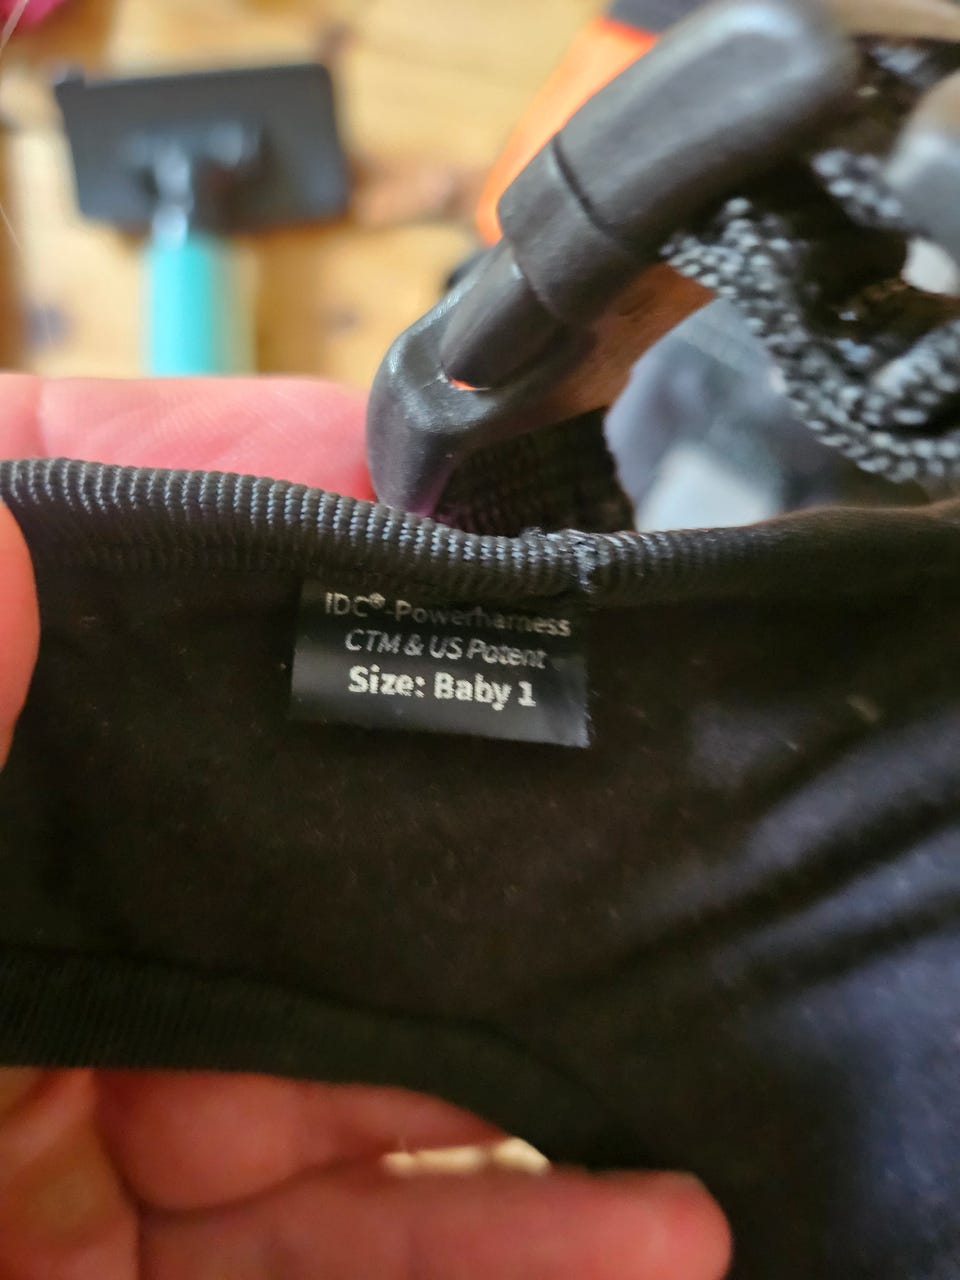 IDC®-Powerharness
CTM & US Patent
Size: Baby 1